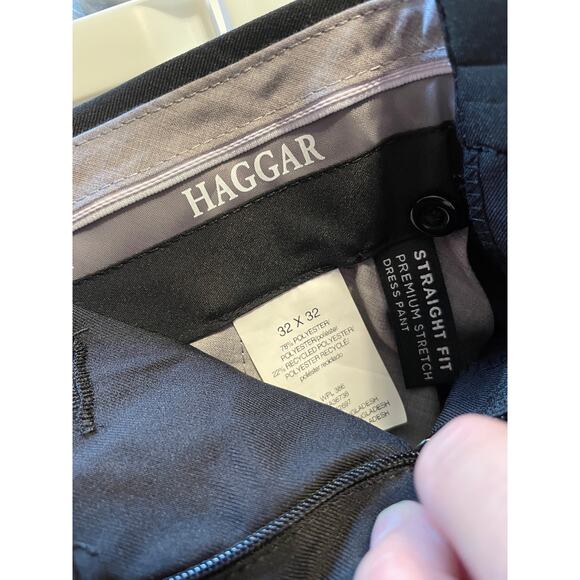 HAGGAR
32 X 32
78% POLYESTER/
POLYESTER/poliéster
22% RECYCLED POLYESTER/
POLYESTER RECYCLÉ/
poliéster reciclado
WPL 386
STRAIGHT FIT
PREMIUM STRETCH
DRESS PANT